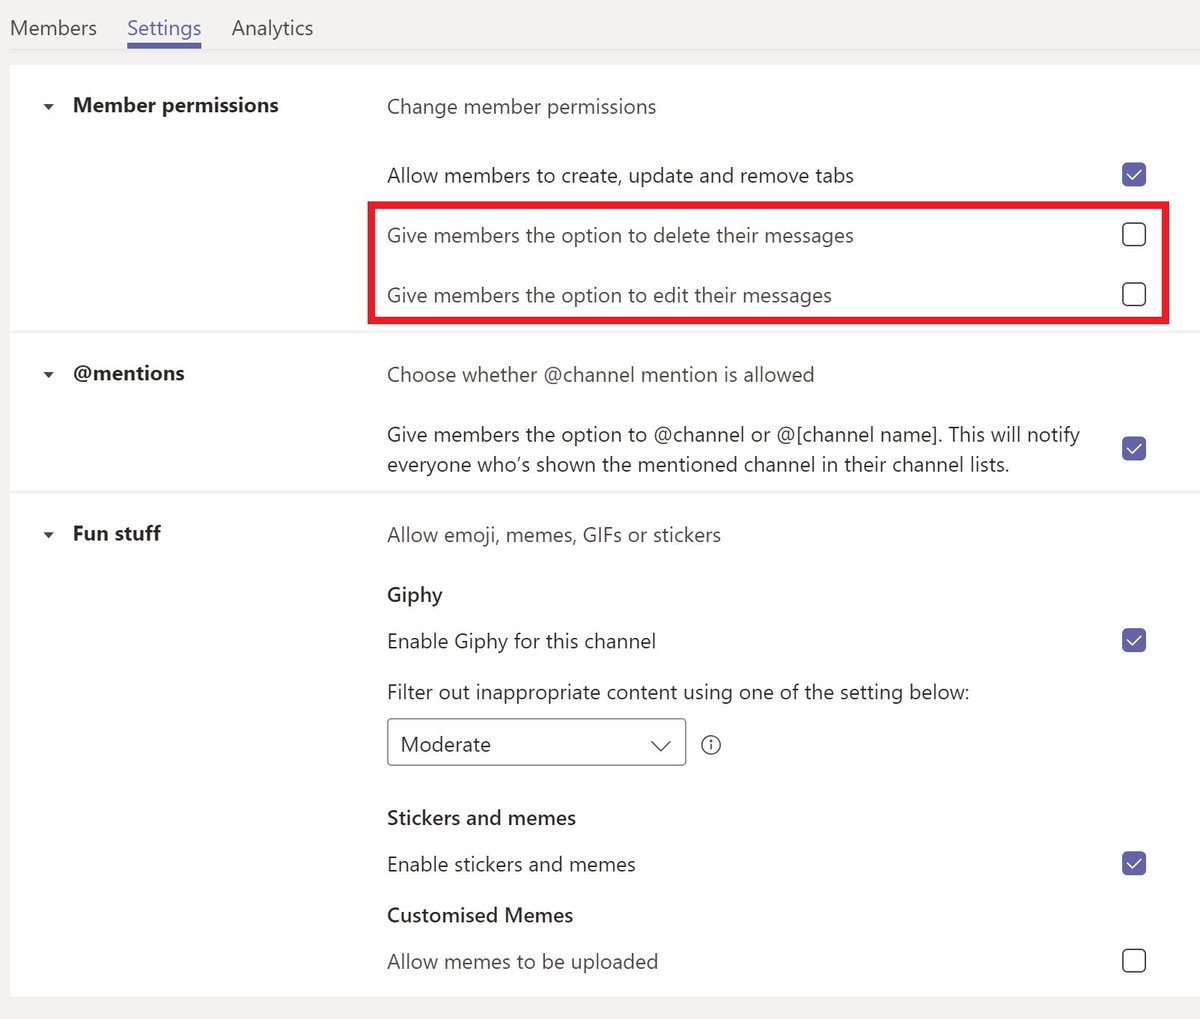 Members Settings Analytics
Member permissions
Change member permissions
Allow members to create, update and remove tabs
Give members the option to delete their messages
Give members the option to edit their messages
@mentions
Choose whether @channel mention is allowed
Give members the option to @channel or @[channel name]. This will notify
everyone who’s shown the mentioned channel in their channel lists.
Fun stuff
Allow emoji, memes, GIFs or stickers
Giphy
Enable Giphy for this channel
Filter out inappropriate content using one of the setting below:
Moderate
Stickers and memes
Enable stickers and memes
Customised Memes
Allow memes to be uploaded